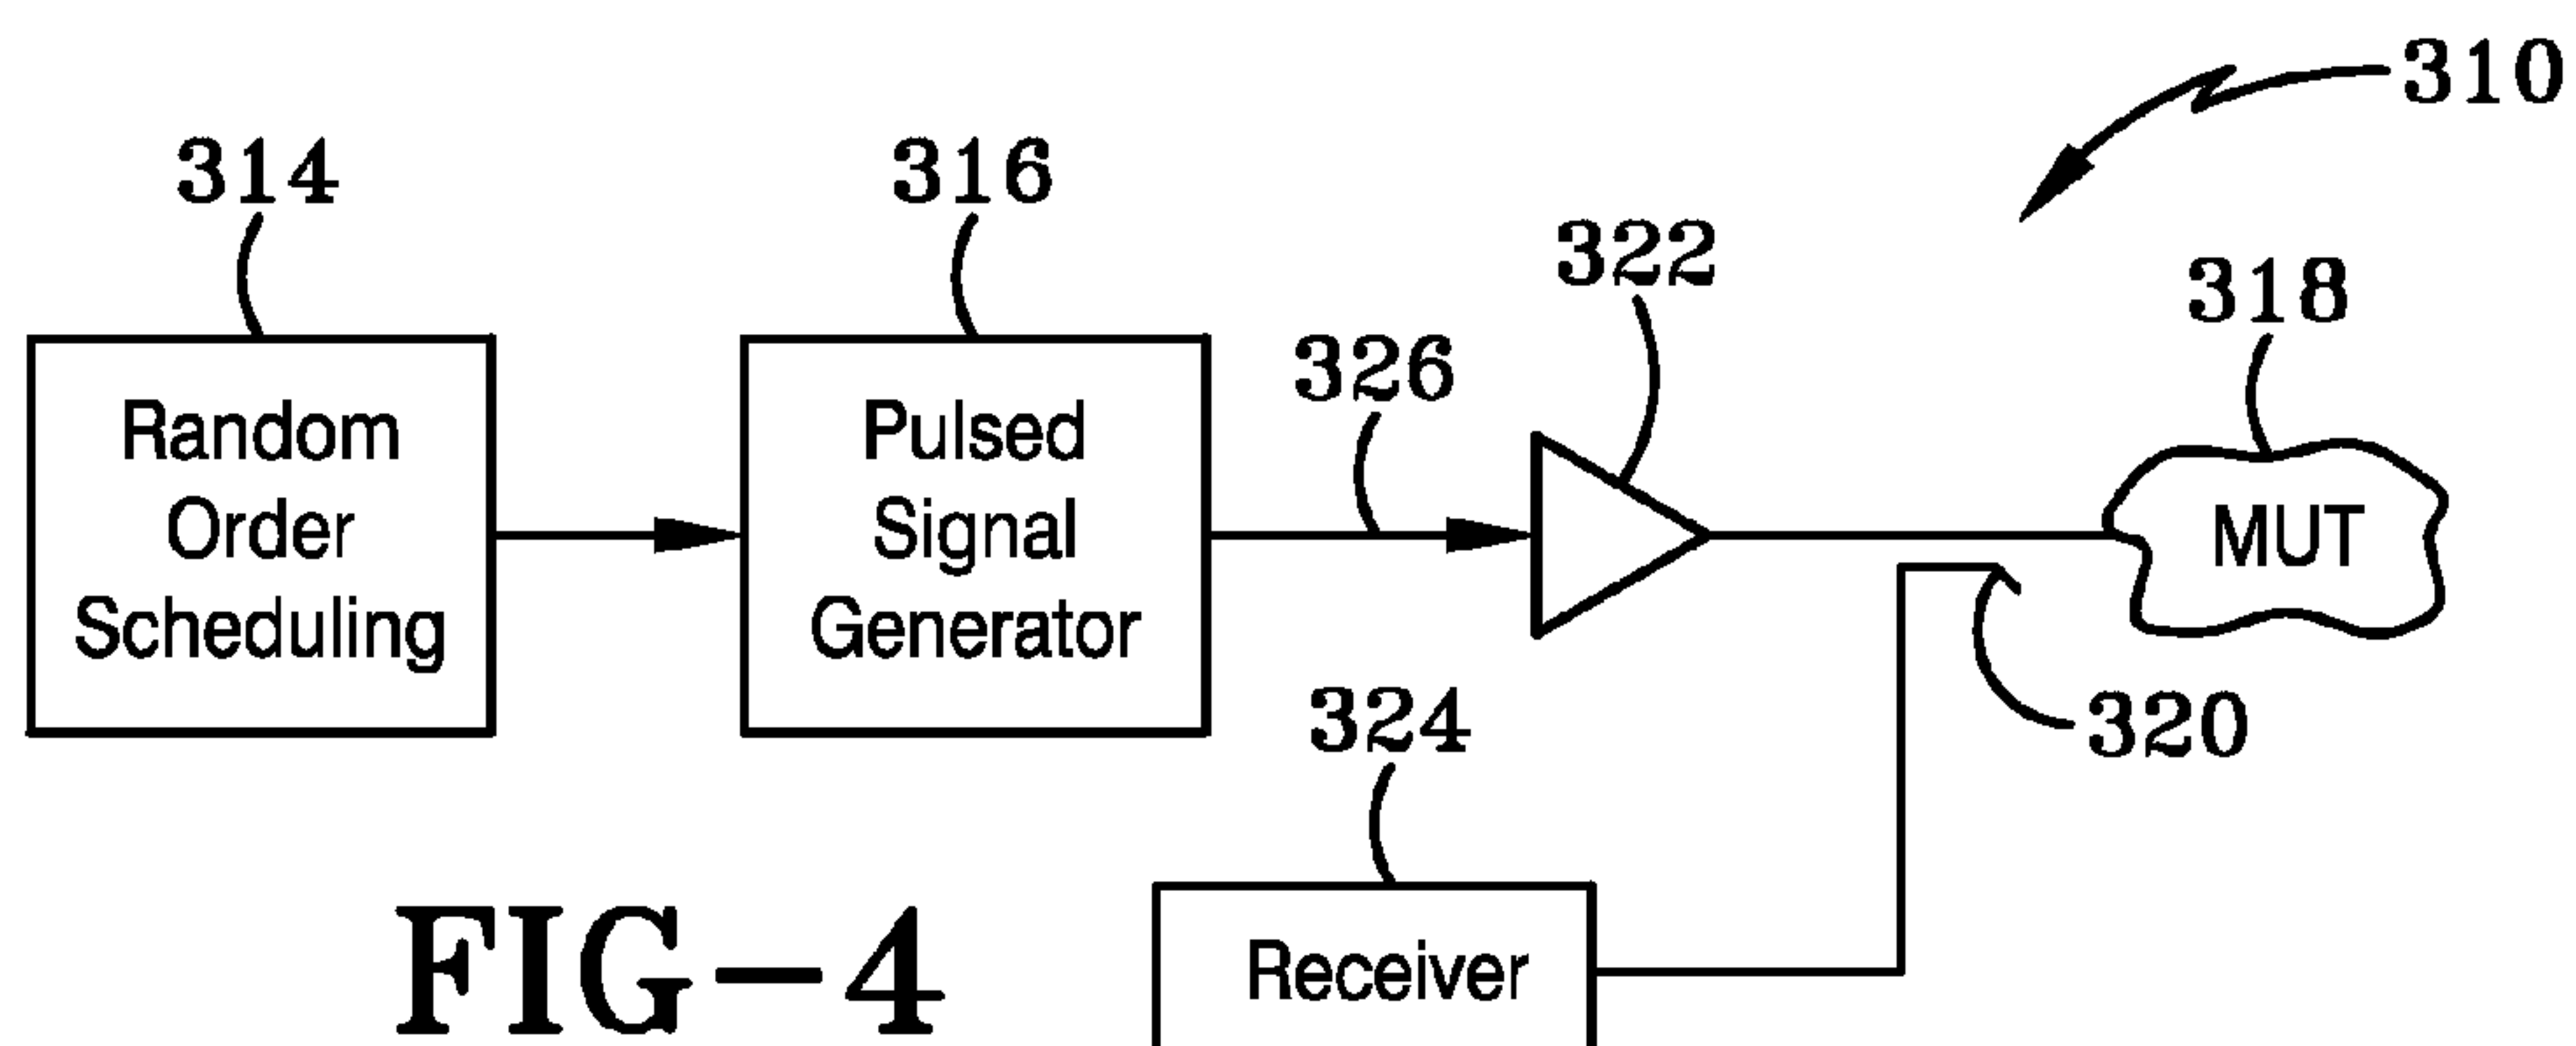 310
314
316
322
318
326
Random
Order
Scheduling
Pulsed
Signal
Generator
MUT
324
320
Receiver
FIG-4